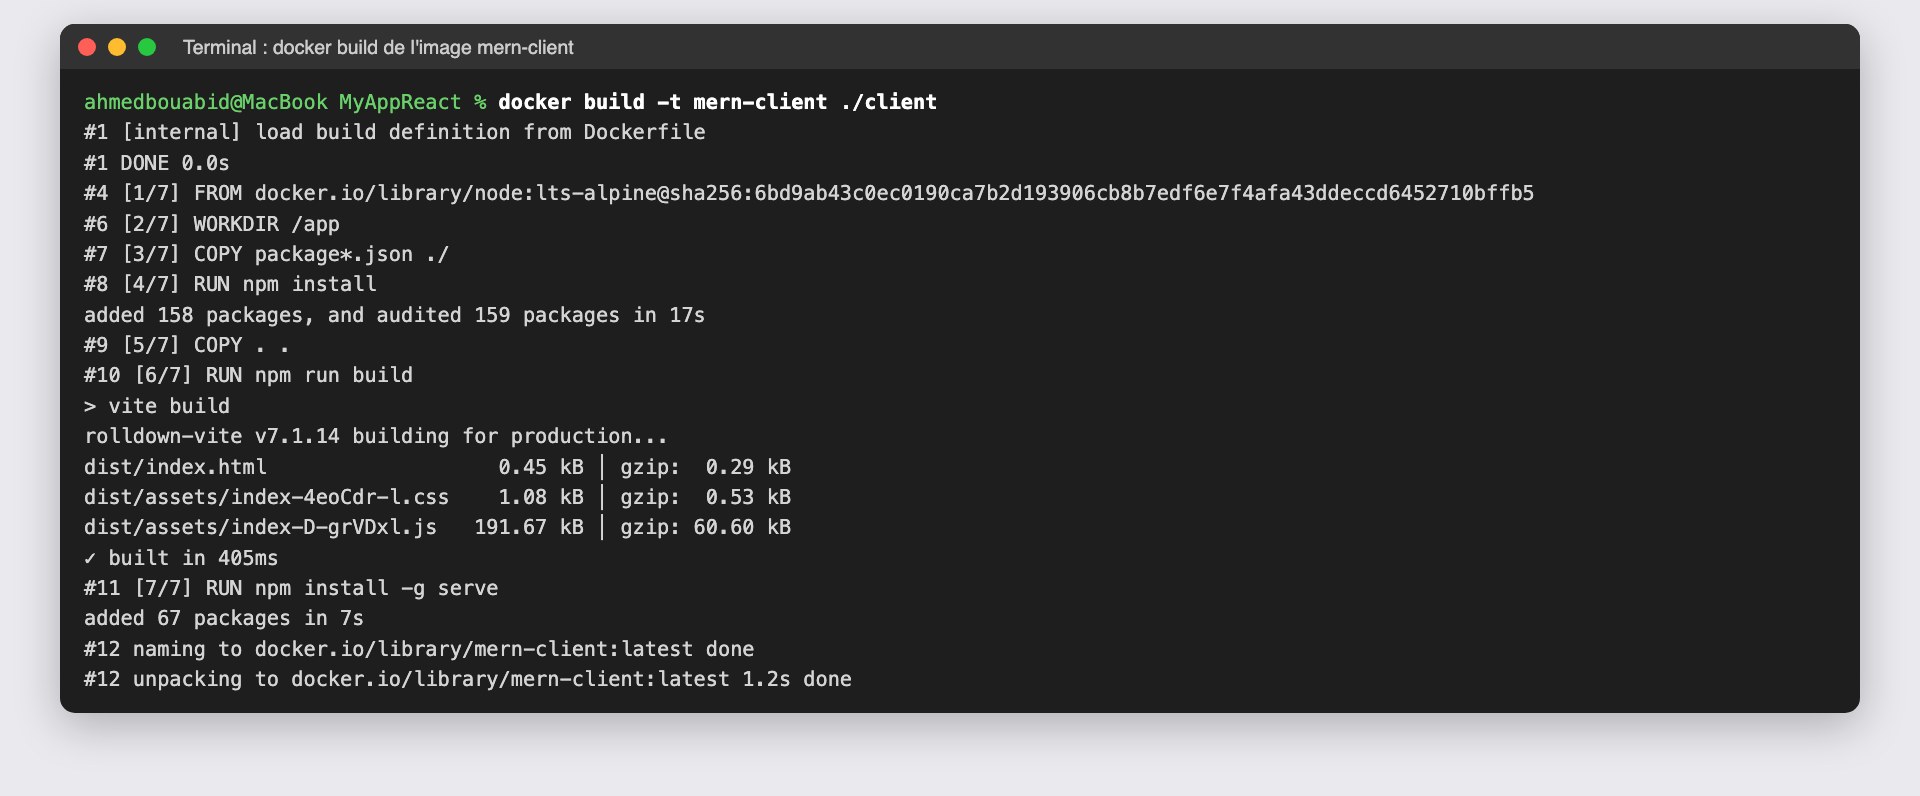 Terminal : docker build de l'image mern-client
ahmedbouabid@MacBook MyAppReact % docker build -t mern-client ./client
#1 [internal] load build definition from Dockerfile
#1 DONE 0.0s
#4 [1/7] FROM docker.io/library/node:lts-alpine@sha256:6bd9ab43c0ec0190ca7b2d193906cb8b7edf6e7f4afa43ddeccd6452710bffb5
#6 [2/7] WORKDIR /app
#7 [3/7] COPY package*.json ./
#8 [4/7] RUN npm install
added 158 packages, and audited 159 packages in 17s
#9 [5/7] COPY . .
#10 [6/7] RUN npm run build
> vite build
rolldown-vite v7.1.14 building for production...
dist/index.html                   0.45 kB │ gzip:  0.29 kB
dist/assets/index-4eoCdr-l.css    1.08 kB │ gzip:  0.53 kB
dist/assets/index-D-grVDxl.js   191.67 kB │ gzip: 60.60 kB
✓ built in 405ms
#11 [7/7] RUN npm install -g serve
added 67 packages in 7s
#12 naming to docker.io/library/mern-client:latest done
#12 unpacking to docker.io/library/mern-client:latest 1.2s done